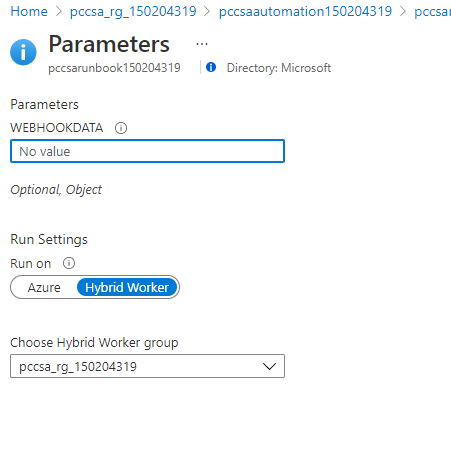 Home > pccsa_rg_150204319 > pccsaautomation150204319 > pccsar
Parameters ...
pccsarunbook150204319 | Directory: Microsoft
Parameters
WEBHOOKDATA
No value
Optional, Object
Run Settings
Run on
Azure Hybrid Worker
Choose Hybrid Worker group
pccsa_rg_150204319